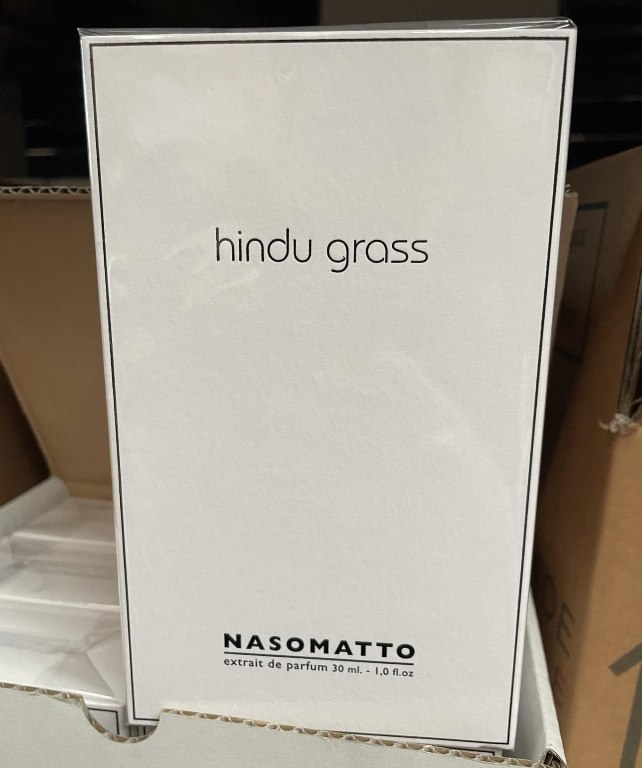 hindu grass
NASOMATTO
extrait de parfum 30 ml. - 1,0 fl.oz